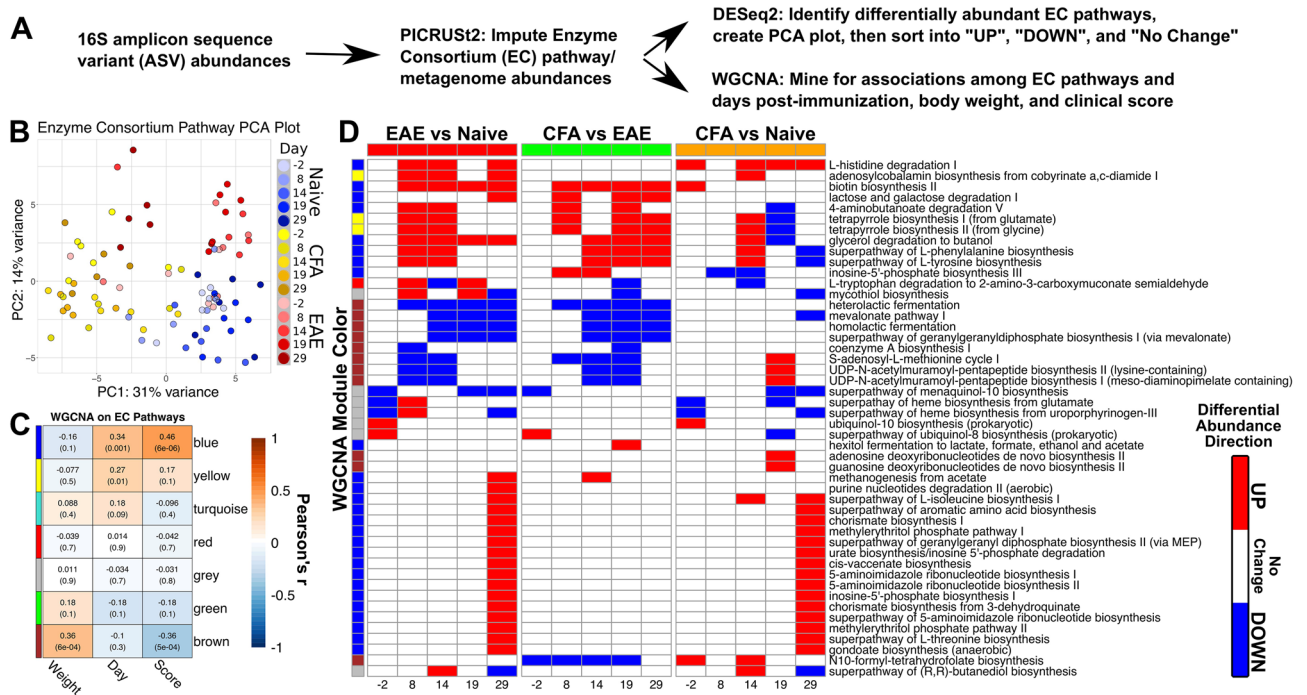 A
16S amplicon sequence
variant (ASV) abundances
PICRUSt2: Impute Enzyme
Consortium (EC) pathway/
metagenome abundances
DESeq2: Identify differentially abundant EC pathways,
create PCA plot, then sort into "UP", "DOWN", and "No Change"
WGCNA: Mine for associations among EC pathways and
days post-immunization, body weight, and clinical score
B
Enzyme Consortium Pathway PCA Plot
PC2: 14% variance
5
0
−5
−5
0
5
PC1: 31% variance
Day
-2
8
14
19
29
Naive
-2
8
14
19
29
CFA
-2
8
14
19
29
EAE
C
WGCNA on EC Pathways
-0.16 0.34 0.46 blue
(0.1) (0.001) (6e-06)
-0.077 0.27 0.17 yellow
(0.5) (0.01) (0.1)
0.088 0.18 -0.096 turquoise
(0.4) (0.09) (0.4)
-0.039 0.014 -0.042 red
(0.7) (0.9) (0.7)
0.011 -0.034 -0.031 grey
(0.9) (0.7) (0.8)
0.18 -0.18 -0.18 green
(0.1) (0.1) (0.1)
0.36 -0.1 -0.36 brown
(6e-04) (0.3) (5e-04)
Weight Day Score
1
0.5
0
-0.5
-1
Pearson's r
D
EAE vs Naive CFA vs EAE CFA vs Naive
WGCNA Module Color
L-histidine degradation I
adenosylcobalamin biosynthesis from cobyrinate a,c-diamide I
biotin biosynthesis II
lactose and galactose degradation I
4-aminobutanoate degradation V
tetrapyrrole biosynthesis I (from glutamate)
tetrapyrrole biosynthesis II (from glycine)
glycerol degradation to butanol
superpathway of L-phenylalanine biosynthesis
superpathway of L-tyrosine biosynthesis
inosine-5'-phosphate biosynthesis III
L-tryptophan degradation to 2-amino-3-carboxymuconate semialdehyde
mycothiol biosynthesis
heterolactic fermentation
mevalonate pathway I
homolactic fermentation
superpathway of geranylgeranyldiphosphate biosynthesis I (via mevalonate)
coenzyme A biosynthesis I
S-adenosyl-L-methionine cycle I
UDP-N-acetylmuramoyl-pentapeptide biosynthesis II (lysine-containing)
UDP-N-acetylmuramoyl-pentapeptide biosynthesis I (meso-diaminopimelate containing)
superpathway of menaquinol-10 biosynthesis
superpathay of heme biosynthesis from glutamate
superpathway of heme biosynthesis from uroporphyrinogen-III
ubiquinol-10 biosynthesis (prokaryotic)
superpathway of ubiquinol-8 biosynthesis (prokaryotic)
hexitol fermentation to lactate, formate, ethanol and acetate
adenosine deoxyribonucleotides de novo biosynthesis II
guanosine deoxyribonucleotides de novo biosynthesis II
methanogenesis from acetate
purine nucleotides degradation II (aerobic)
superpathway of L-isoleucine biosynthesis I
superpathway of aromatic amino acid biosynthesis
chorismate biosynthesis I
methylerythritol phosphate pathway I
superpathway of geranylgeranyl diphosphate biosynthesis II (via MEP)
urate biosynthesis/inosine 5'-phosphate degradation
cis-vaccenate biosynthesis
5-aminoimidazole ribonucleotide biosynthesis I
5-aminoimidazole ribonucleotide biosynthesis II
inosine-5'-phosphate biosynthesis I
chorismate biosynthesis from 3-dehydroquinate
superpathway of 5-aminoimidazole ribonucleotide biosynthesis
methylerythritol phosphate pathway II
superpathway of L-threonine biosynthesis
gondoate biosynthesis (anaerobic)
N10-formyl-tetrahydrofolate biosynthesis
superpathway of (R,R)-butanediol biosynthesis
-2 8 14 19 29 -2 8 14 19 29 -2 8 14 19 29
Differential
Abundance
Direction
UP
No
Change
DOWN